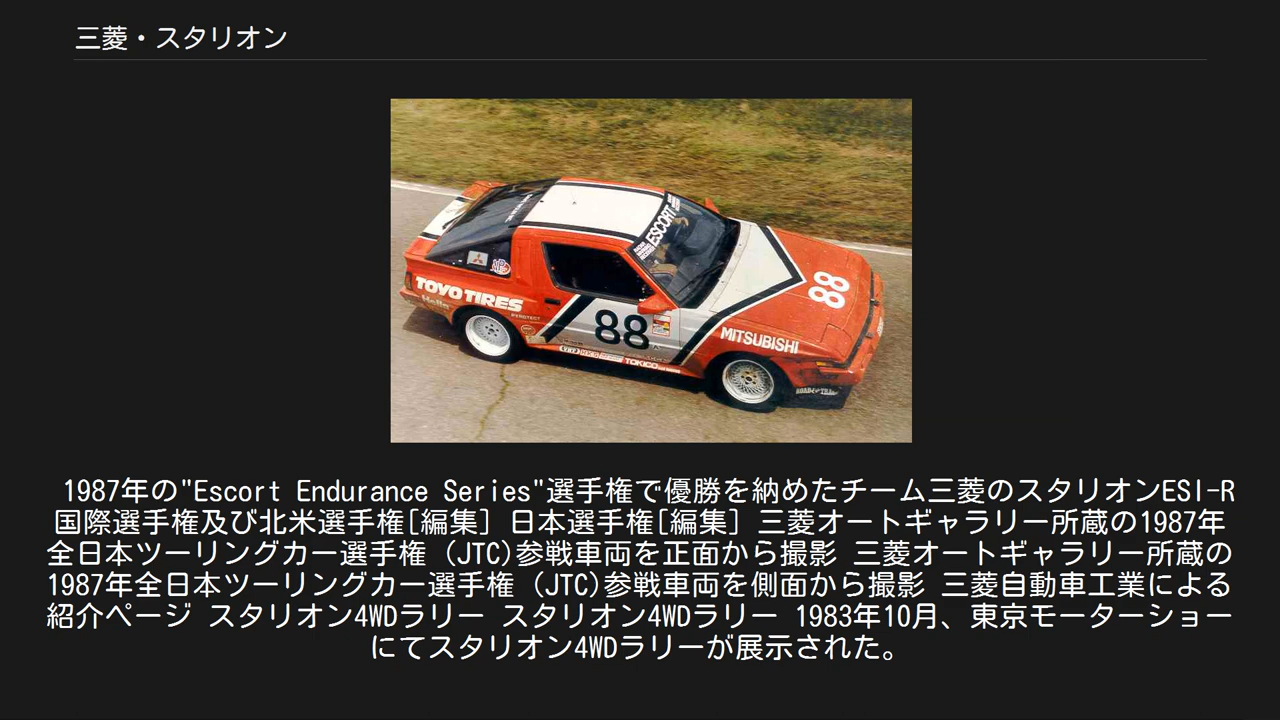 三菱・スタリオン
ESCORT
TOYO TIRES
88
88
MITSUBISHI
TOKICO
1987年の"Escort Endurance Series"選手権で優勝を納めたチーム三菱のスタリオンESI-R
国際選手権及び北米選手権[編集] 日本選手権[編集] 三菱オートギャラリー所蔵の1987年
全日本ツーリングカー選手権 (JTC)参戦車両を正面から撮影 三菱オートギャラリー所蔵の
1987年全日本ツーリングカー選手権 (JTC)参戦車両を側面から撮影 三菱自動車工業による
紹介ページ スタリオン4WDラリー スタリオン4WDラリー 1983年10月、東京モーターショー
にてスタリオン4WDラリーが展示された。